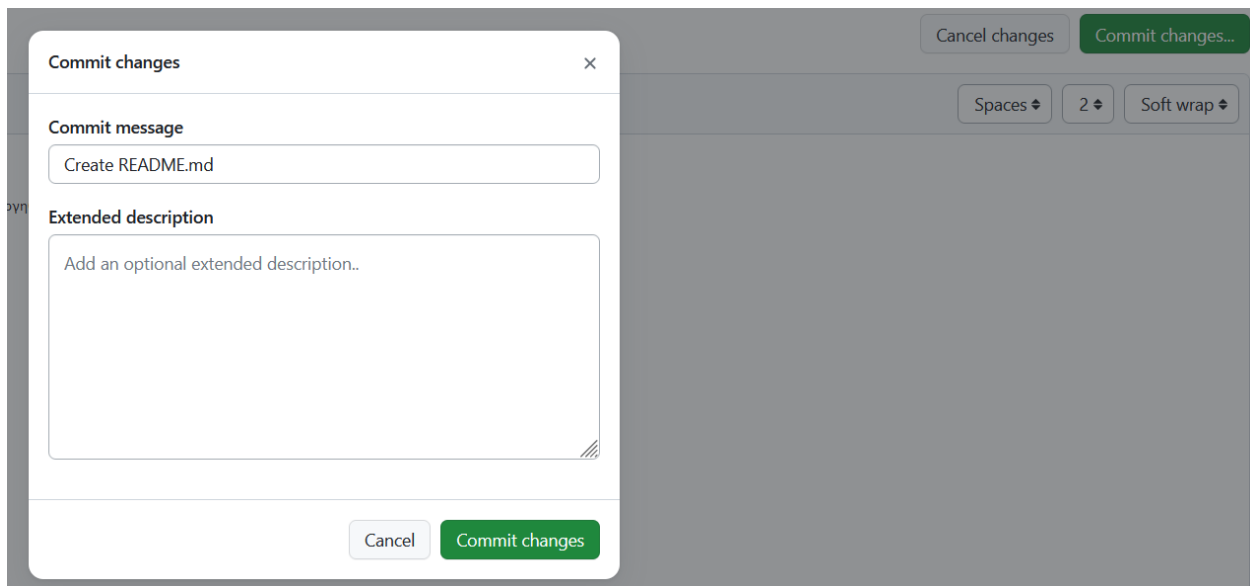 Cancel changes
Commit changes...
Commit changes
Spaces
2
Soft wrap
Commit message
Create README.md
Extended description
Add an optional extended description..
Cancel
Commit changes